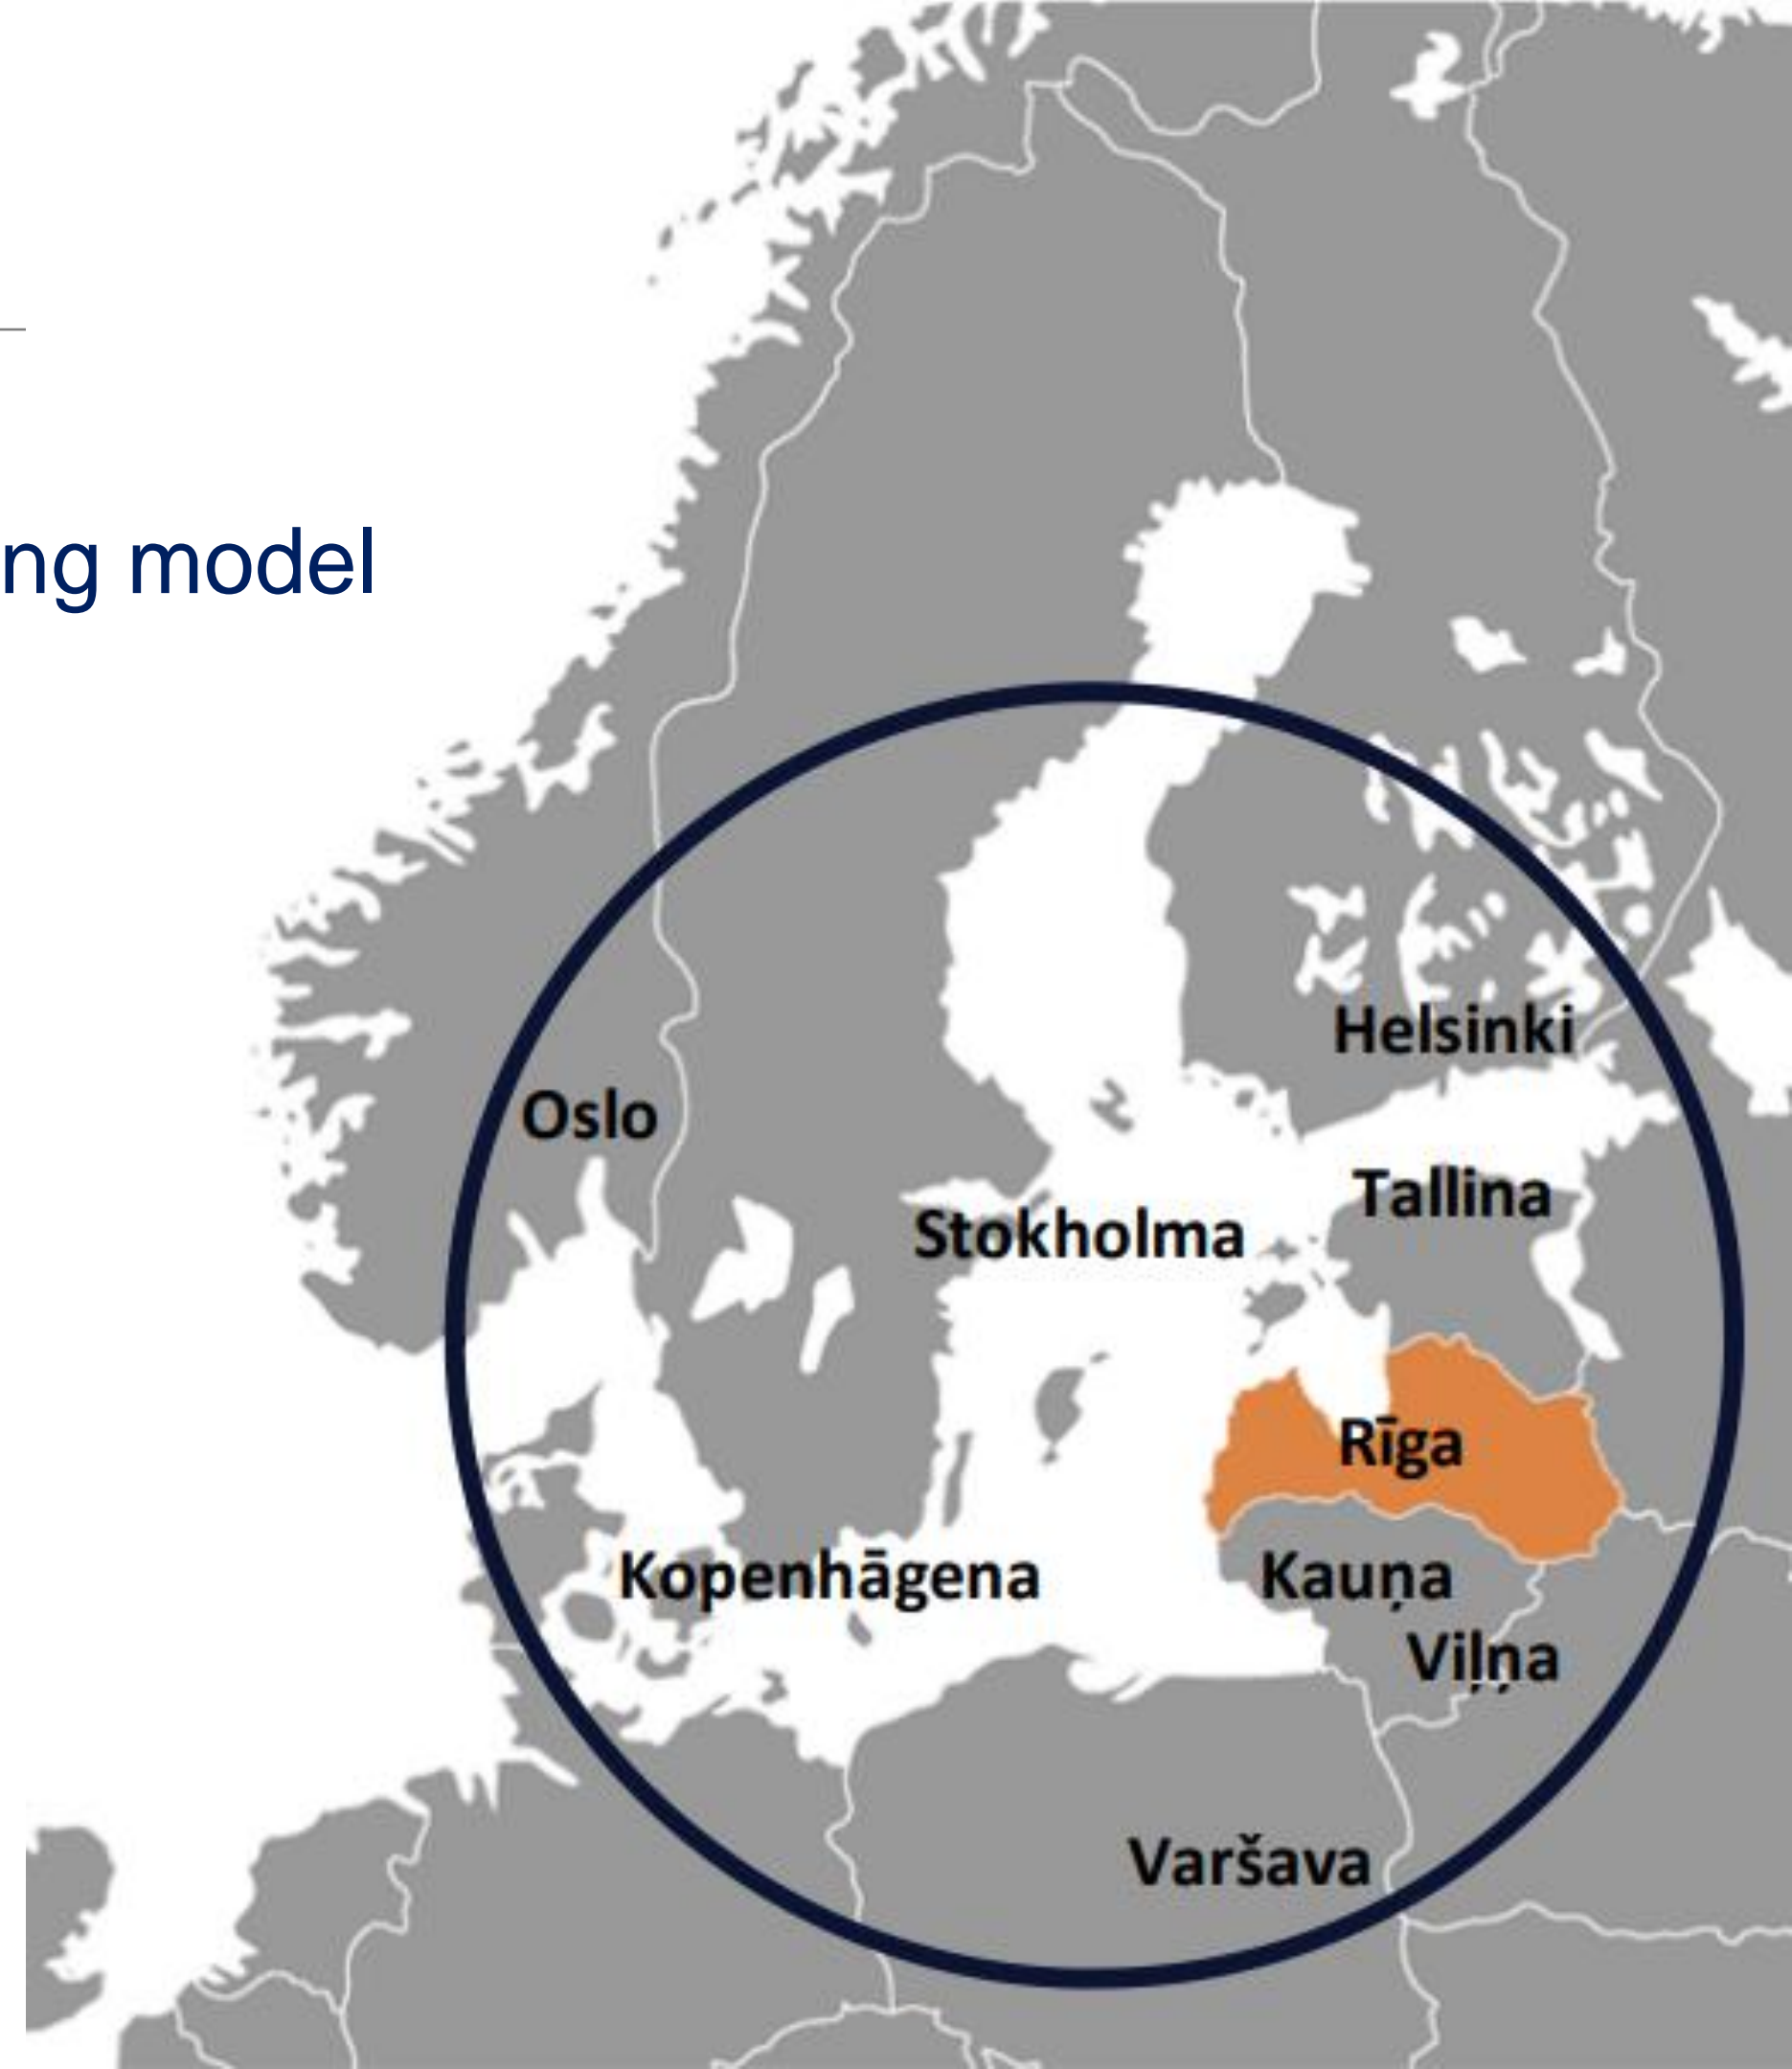 ng model
Helsinki
Oslo
Tallina
Stokholma
Rīga
Kopenhāgena
Kauņa
Viļņa
Varšava